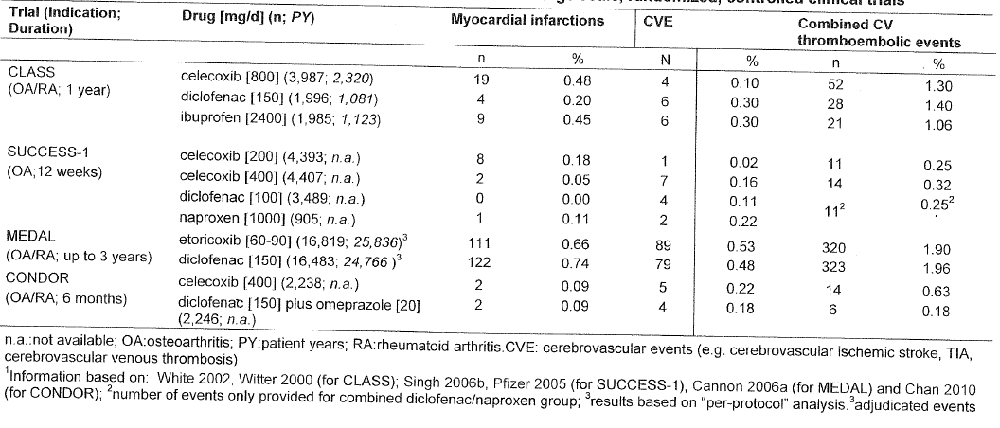 randomized, controlled clinical trials
Trial (Indication; Duration) Drug [mg/d] (n; PY) Myocardial infarctions CVE Combined CV thromboembolic events
n % N % n %
CLASS celecoxib [800] (3,987; 2,320) 19 0.48 4 0.10 52 1.30
(OA/RA; 1 year) diclofenac [150] (1,996; 1,081) 4 0.20 6 0.30 28 1.40
ibuprofen [2400] (1,985; 1,123) 9 0.45 6 0.30 21 1.06
SUCCESS-1 celecoxib [200] (4,393; n.a.) 8 0.18 1 0.02 11 0.25
(OA;12 weeks) celecoxib [400] (4,407; n.a.) 2 0.05 7 0.16 14 0.32
diclofenac [100] (3,489; n.a.) 0 0.00 4 0.11 11² 0.25²
naproxen [1000] (905; n.a.) 1 0.11 2 0.22
MEDAL etoricoxib [60-90] (16,819; 25,836)³ 111 0.66 89 0.53 320 1.90
(OA/RA; up to 3 years) diclofenac [150] (16,483; 24,766 )³ 122 0.74 79 0.48 323 1.96
CONDOR celecoxib [400] (2,238; n.a.) 2 0.09 5 0.22 14 0.63
(OA/RA; 6 months) diclofenac [150] plus omeprazole [20] 2 0.09 4 0.18 6 0.18
(2,246; n.a.)
n.a.:not available; OA:osteoarthritis; PY:patient years; RA:rheumatoid arthritis.CVE: cerebrovascular events (e.g. cerebrovascular ischemic stroke, TIA,
cerebrovascular venous thrombosis)
¹Information based on: White 2002, Witter 2000 (for CLASS); Singh 2006b, Pfizer 2005 (for SUCCESS-1), Cannon 2006a (for MEDAL) and Chan 2010
(for CONDOR); ²number of events only provided for combined diclofenac/naproxen group; ³results based on "per-protocol" analysis.³adjudicated events